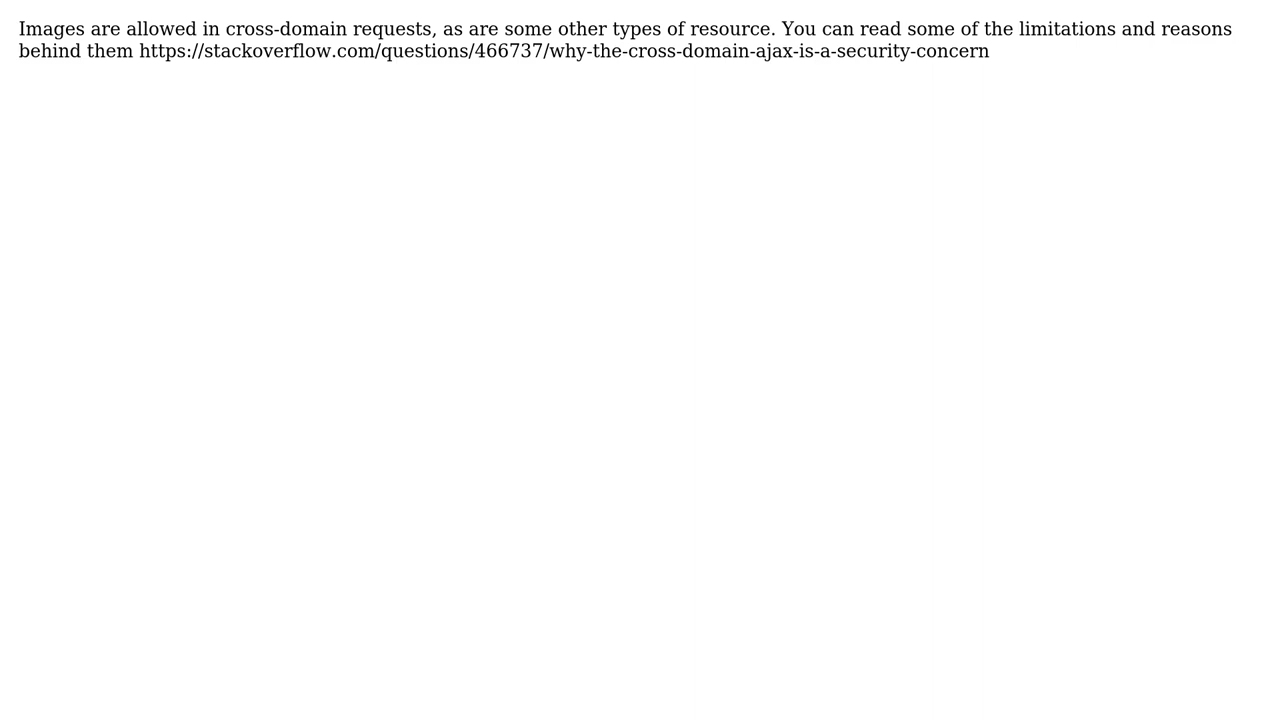 Images are allowed in cross-domain requests, as are some other types of resource. You can read some of the limitations and reasons
behind them https://stackoverflow.com/questions/466737/why-the-cross-domain-ajax-is-a-security-concern